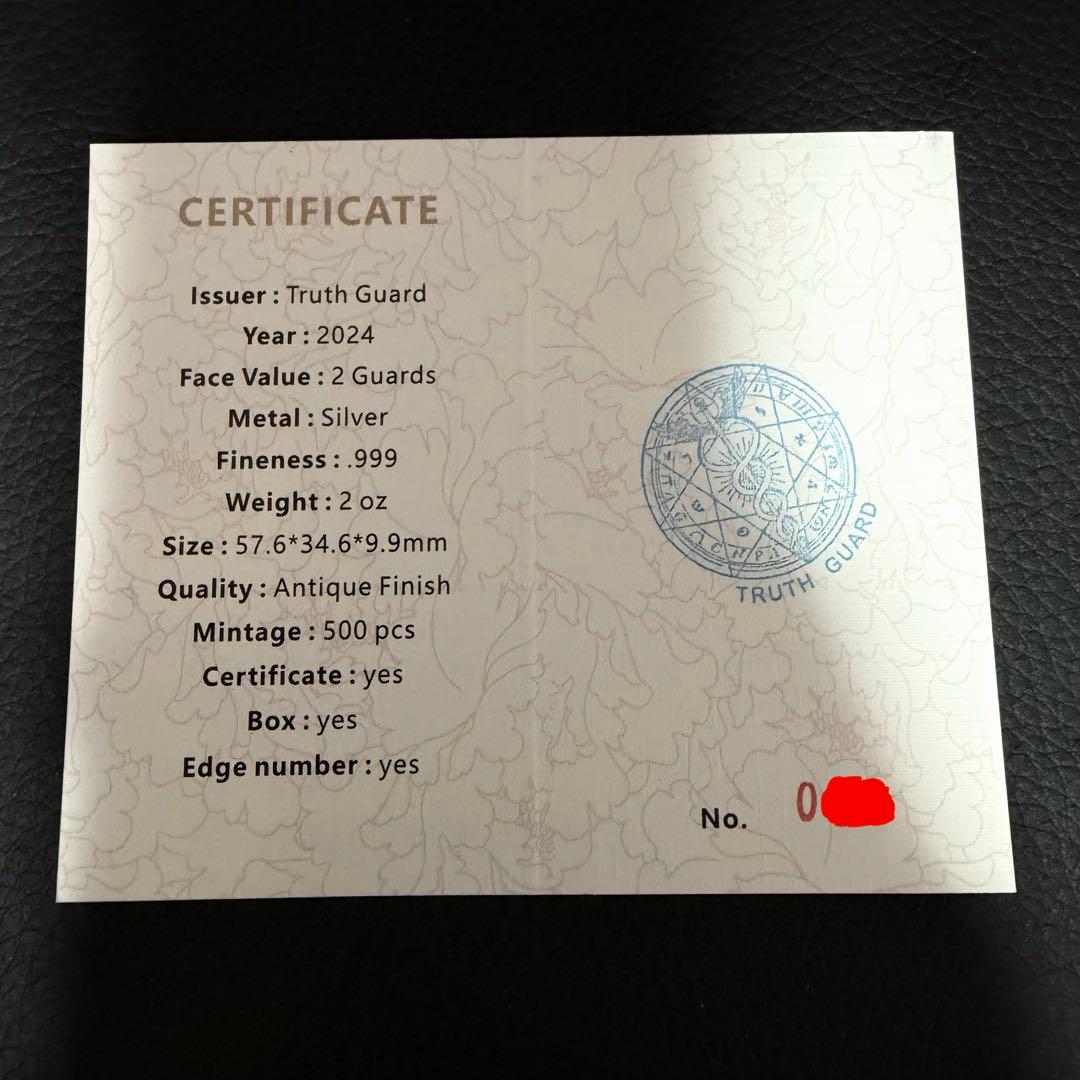 CERTIFICATE
Issuer : Truth Guard
Year : 2024
Face Value : 2 Guards
Metal : Silver
Fineness : .999
Weight : 2 oz
Size : 57.6*34.6*9.9mm
Quality : Antique Finish
Mintage : 500 pcs
Certificate : yes
Box : yes
Edge number : yes
TRUTH GUARD
No. 0